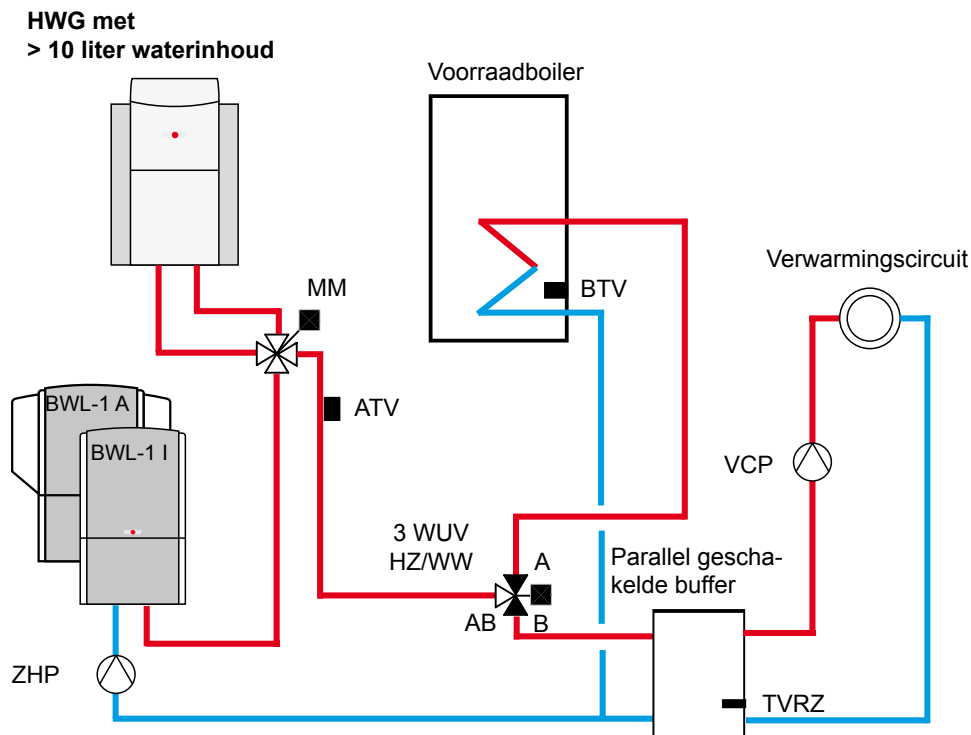 HWG met
> 10 liter waterinhoud
Voorraadboiler
Verwarmingscircuit
MM
BTV
BWL-1 A
ATV
BWL-1 I
VCP
3 WUV
HZ/WW
A
Parallel gescha-
kelde buffer
AB
B
ZHP
TVRZ